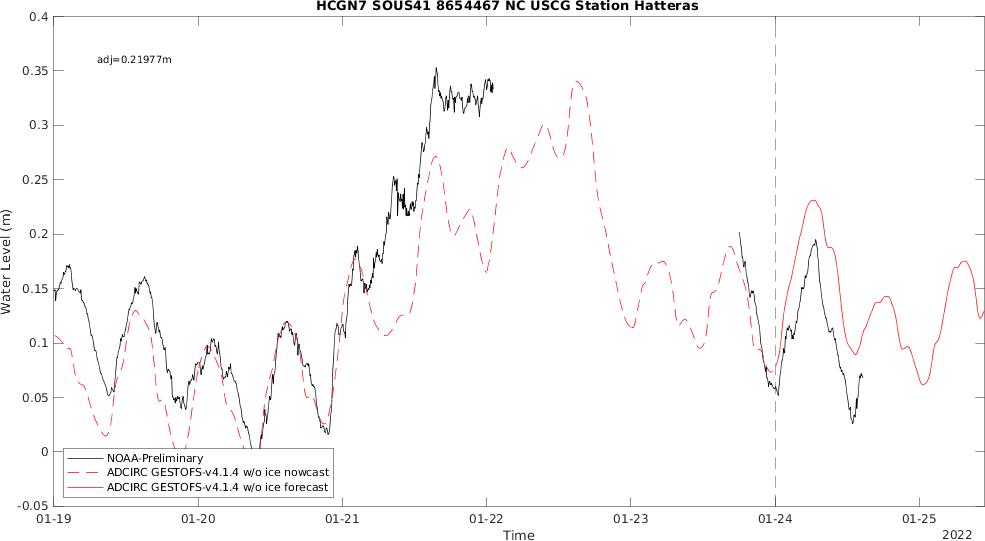 HCGN7 SOUS41 8654467 NC USCG Station Hatteras
adj=0.21977m
Water Level (m)
0.4
0.35
0.3
0.25
0.2
0.15
0.1
0.05
0
-0.05
NOAA-Preliminary
ADCIRC GESTOFS-v4.1.4 w/o ice nowcast
ADCIRC GESTOFS-v4.1.4 w/o ice forecast
01-19 01-20 01-21 01-22 01-23 01-24 01-25
Time
2022